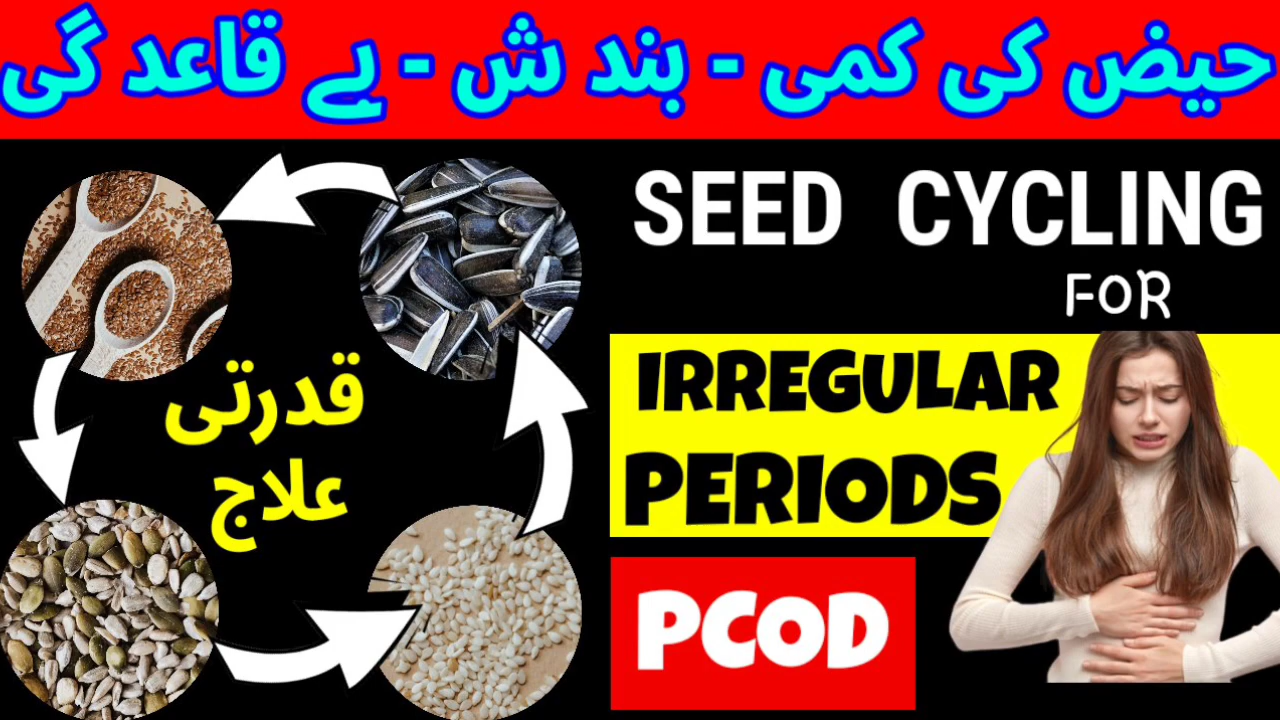 حیض کی کمی - بند ش - بے قاعد گی
SEED CYCLING
FOR
IRREGULAR
PERIODS
PCOD
قدرتی
علاج